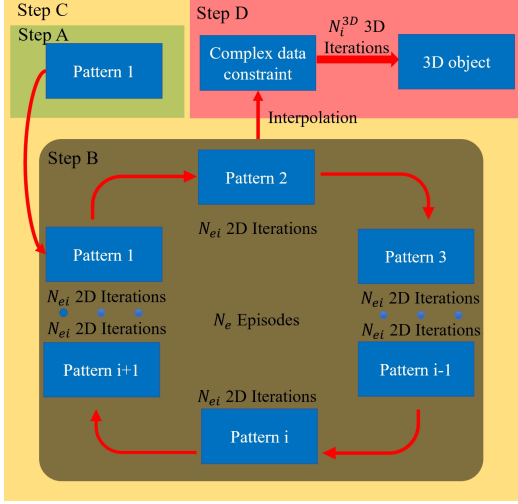 Step C
Step D
Step A
Pattern 1
Complex data
constraint
N_i^{3D} 3D
Iterations
3D object
Interpolation
Step B
Pattern 2
N_{ei} 2D Iterations
Pattern 1
Pattern 3
N_{ei} 2D Iterations
N_{ei} 2D Iterations
N_{ei} 2D Iterations
N_{ei} 2D Iterations
N_e Episodes
Pattern i+1
Pattern i-1
N_{ei} 2D Iterations
Pattern i